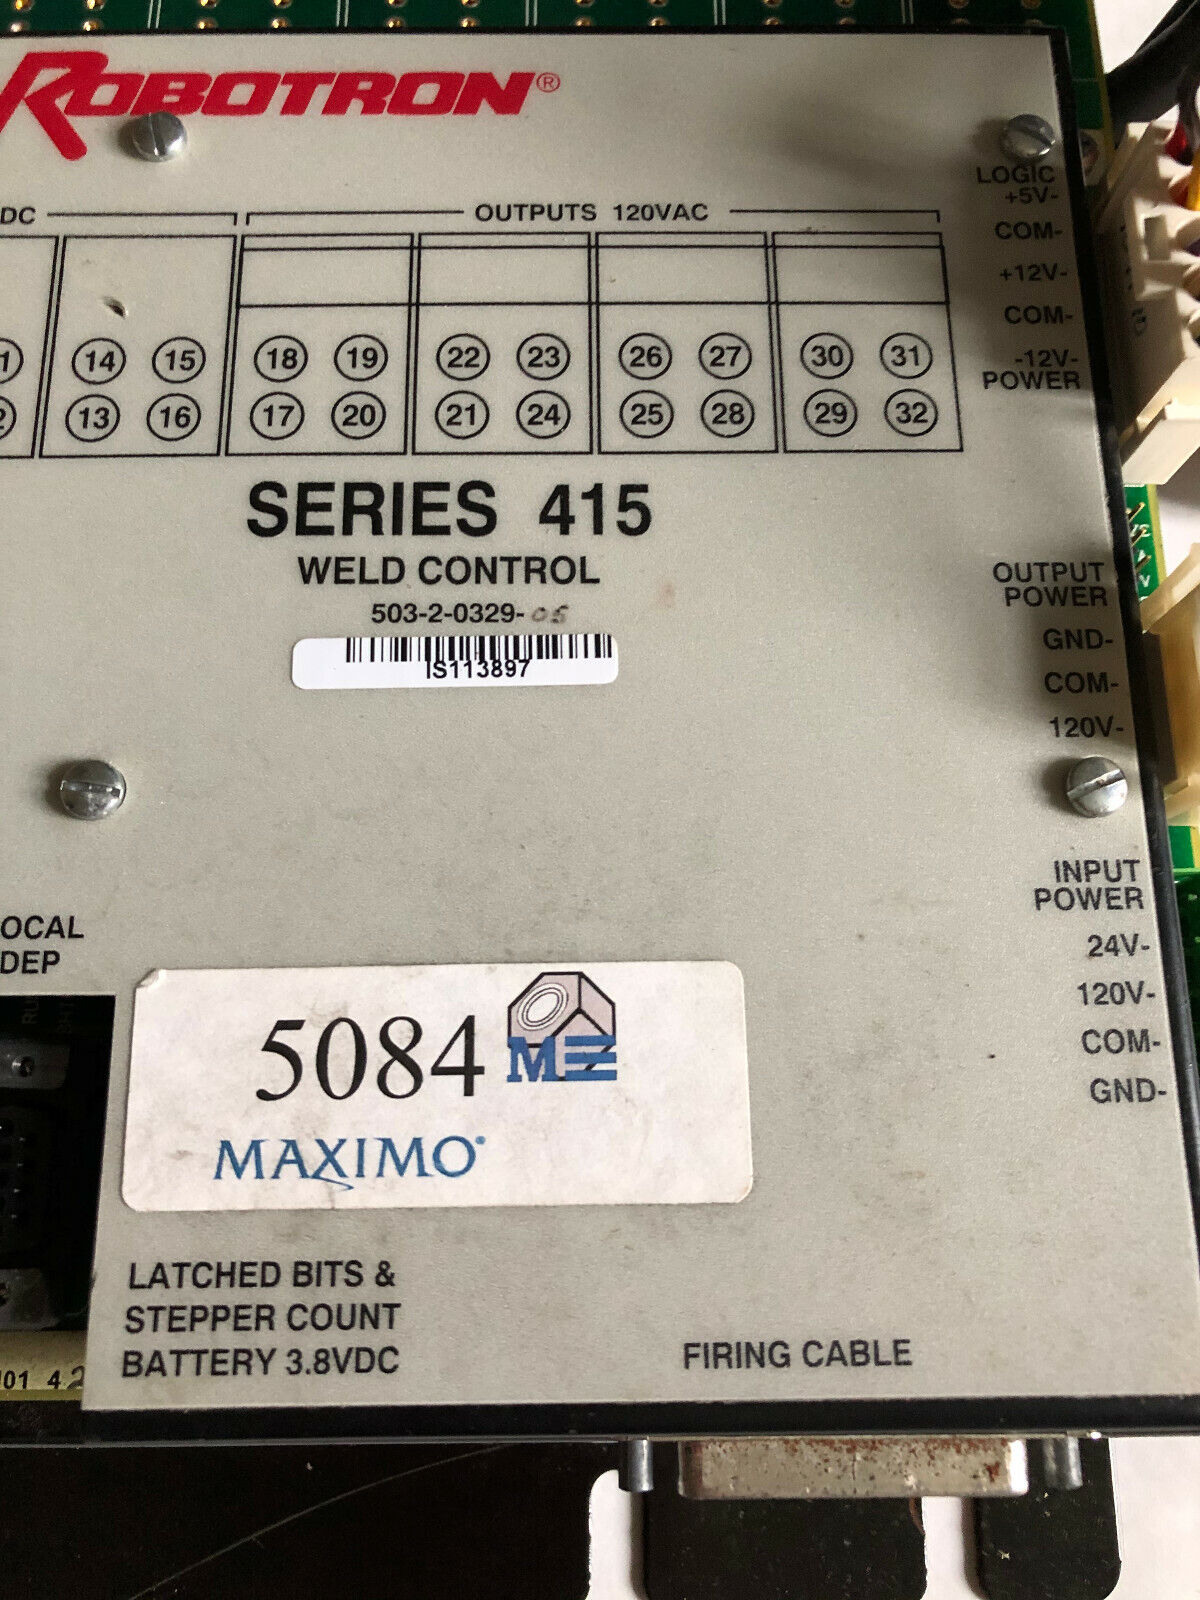 ROBOTRON®
DC
OUTPUTS 120VAC
14 15 18 19 22 23 26 27 30 31
13 16 17 20 21 24 25 28 29 32
LOGIC
+5V-
COM-
+12V-
COM-
-12V-
POWER
SERIES 415
WELD CONTROL
503-2-0329-05
IS113897
OUTPUT
POWER
GND-
COM-
120V-
INPUT
POWER
24V-
120V-
COM-
GND-
OCAL
DEP
5084
M
MAXIMO
LATCHED BITS &
STEPPER COUNT
BATTERY 3.8VDC
FIRING CABLE
01 42